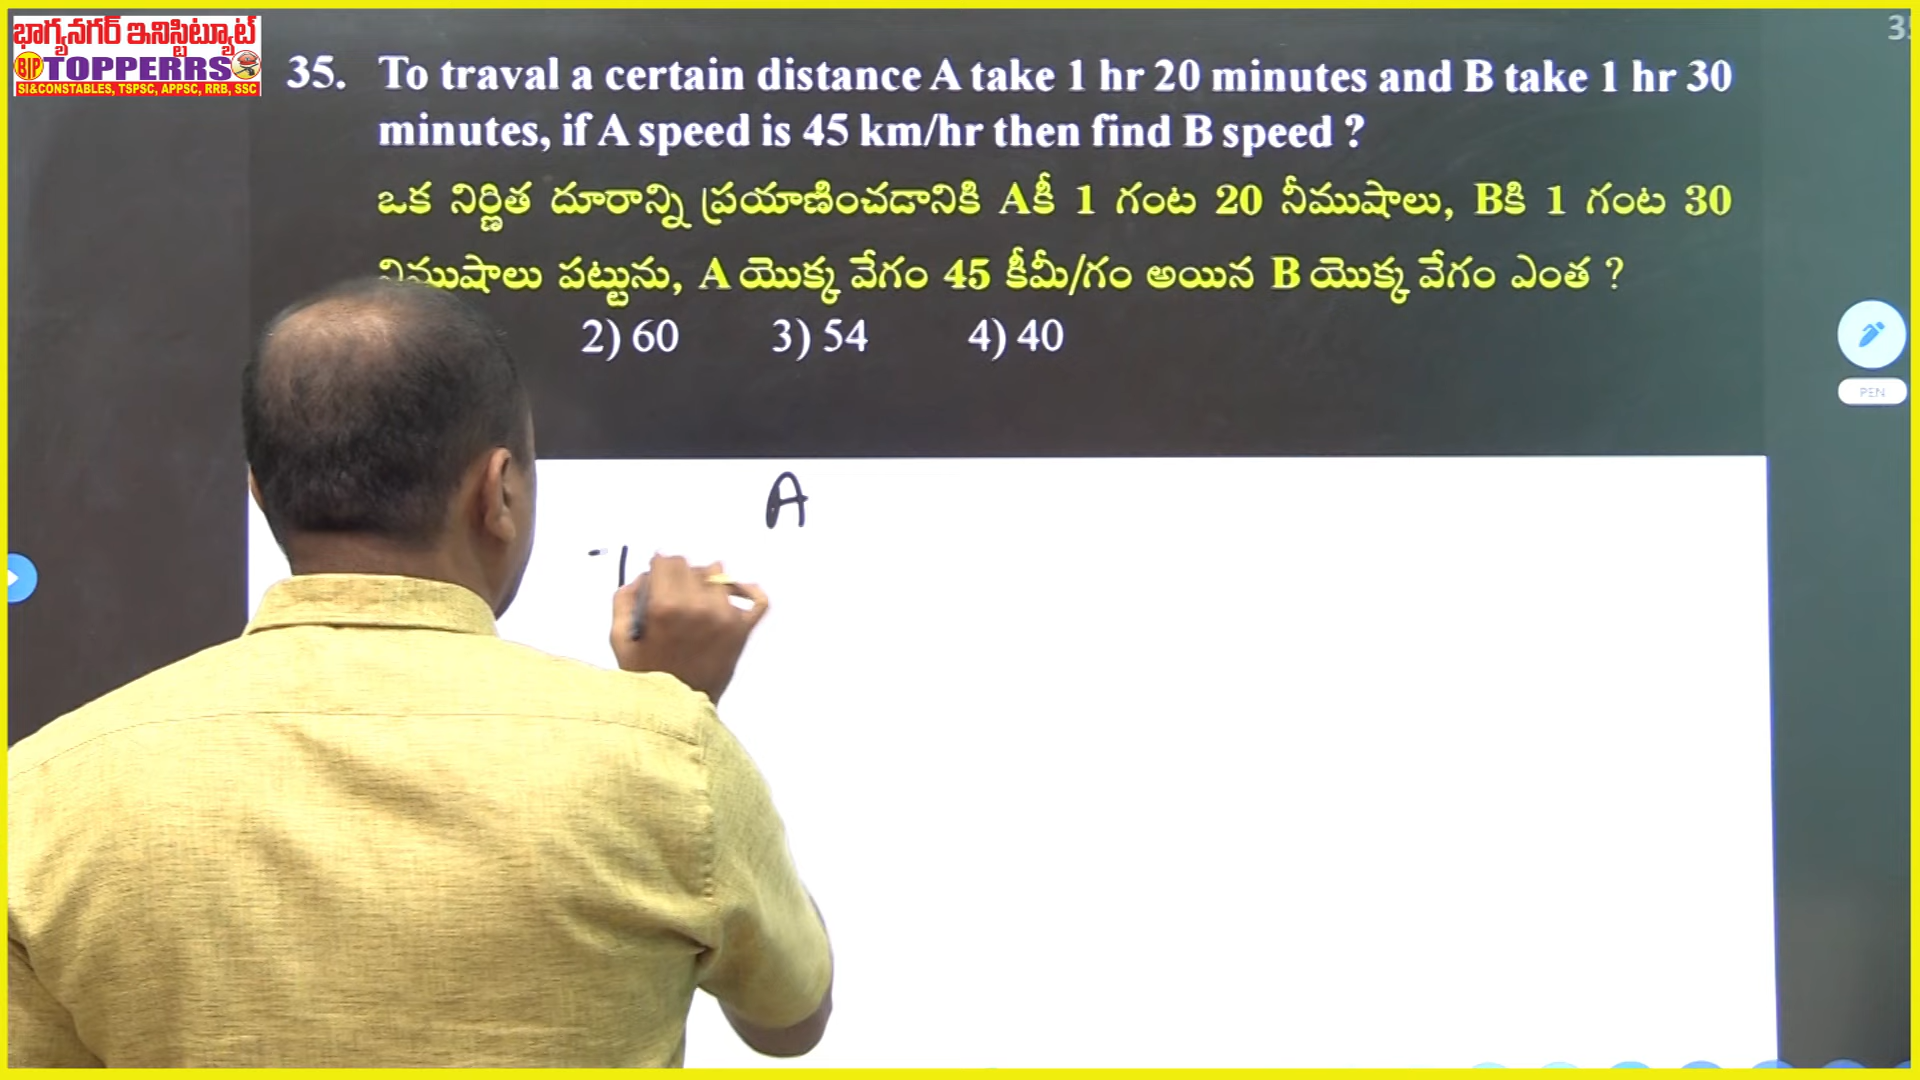 భాగ్యనగర్ ఇనిస్టిట్యూట్
BIP TOPPERRS
SI&CONSTABLES, TSPSC, APPSC, RRB, SSC
35. To traval a certain distance A take 1 hr 20 minutes and B take 1 hr 30
minutes, if A speed is 45 km/hr then find B speed ?
ఒక నిర్ణిత దూరాన్ని ప్రయాణించడానికి Aకీ 1 గంట 20 నీముషాలు, Bకి 1 గంట 30
నిముషాలు పట్టును, A యొక్క వేగం 45 కీమీ/గం అయిన B యొక్క వేగం ఎంత ?
2) 60 3) 54 4) 40
PEN
A